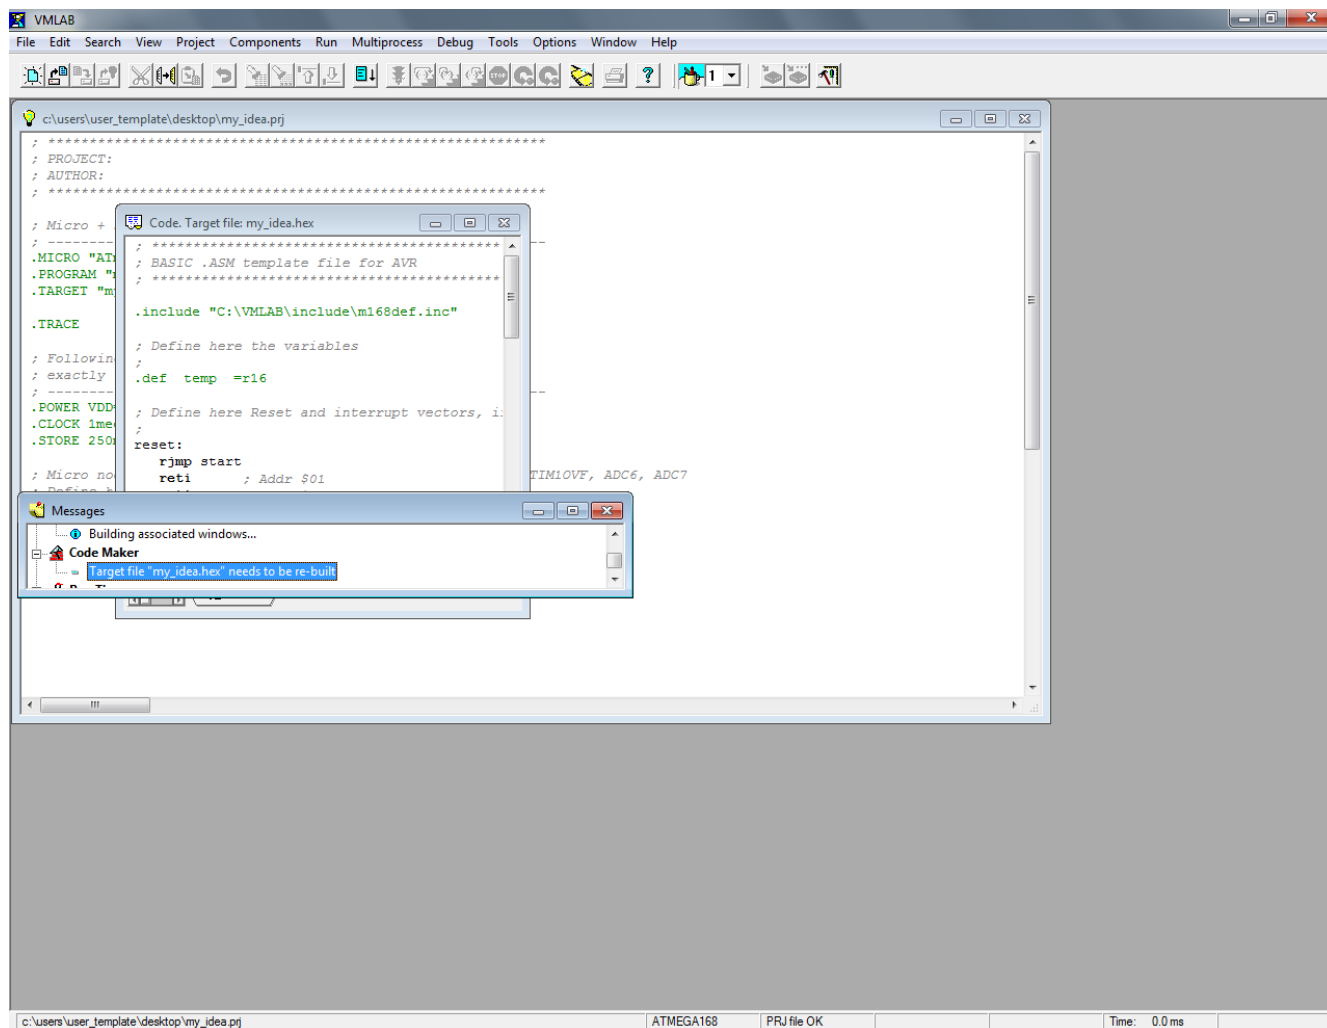 VMLAB
File Edit Search View Project Components Run Multiprocess Debug Tools Options Window Help
1
c:\users\user_template\desktop\my_idea.prj
; ************************************************************
; PROJECT:
; AUTHOR:
; ************************************************************
; Micro +
; --------
.MICRO "ATm
.PROGRAM "m
.TARGET "my
.TRACE
; Followin
; exactly
; --------
.POWER VDD
.CLOCK 1meg
.STORE 250m
; Micro no
TIM1OVF, ADC6, ADC7
Code. Target file: my_idea.hex
; ******************************************
; BASIC .ASM template file for AVR
; ******************************************
.include "C:\VMLAB\include\m168def.inc"
; Define here the variables
;
.def temp =r16
; Define here Reset and interrupt vectors, i
;
reset:
rjmp start
reti ; Addr $01
Messages
Building associated windows...
Code Maker
Target file "my_idea.hex" needs to be re-built
c:\users\user_template\desktop\my_idea.prj
ATMEGA168
PRJ file OK
Time: 0.0 ms